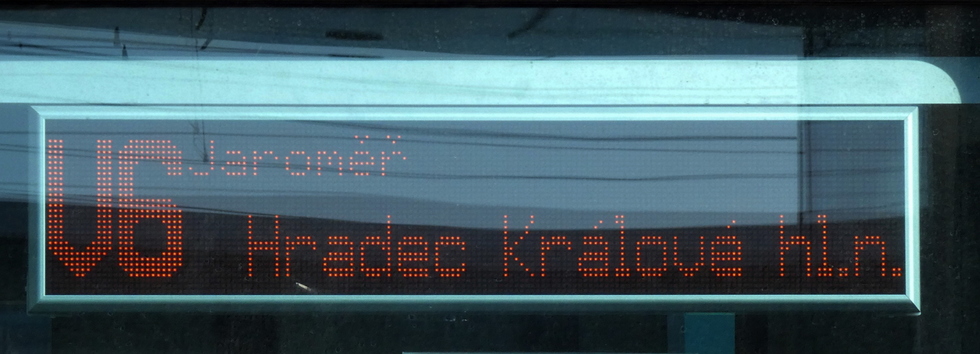 V6 Jaroměř
Hradec Králové hl.n.